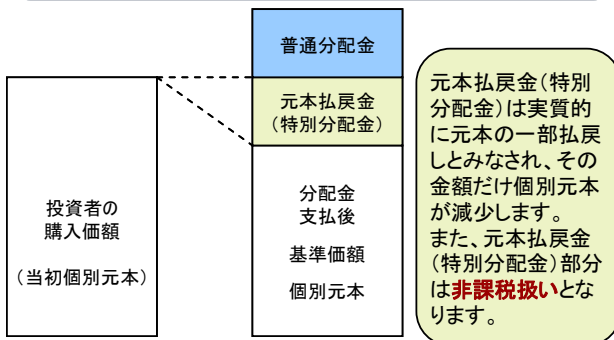 普通分配金
元本払戻金
(特別分配金)
投資者の
購入価額
(当初個別元本)
分配金
支払後
基準価額
個別元本
元本払戻金(特別
分配金)は実質的
に元本の一部払戻
しとみなされ、その
金額だけ個別元本
が減少します。
また、元本払戻金
(特別分配金)部分
は非課税扱いとな
ります。